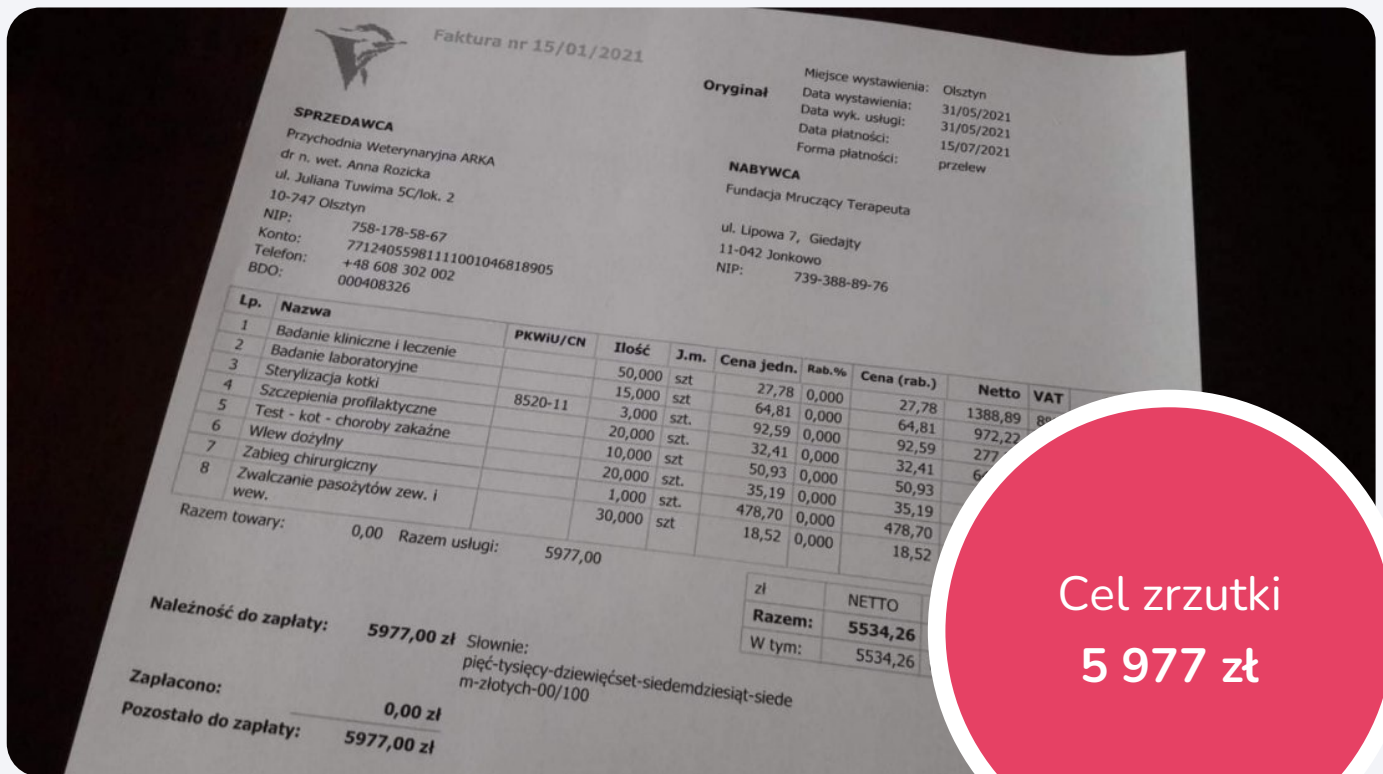 Faktura nr 15/01/2021
Oryginał
Miejsce wystawienia: Olsztyn
Data wystawienia: 31/05/2021
Data wyk. usługi: 31/05/2021
Data płatności: 15/07/2021
Forma płatności: przelew
SPRZEDAWCA
Przychodnia Weterynaryjna ARKA
dr n. wet. Anna Rozicka
ul. Juliana Tuwima 5C/lok. 2
10-747 Olsztyn
NIP: 758-178-58-67
Konto: 77124055981111001046818905
Telefon: +48 608 302 002
BDO: 000408326
NABYWCA
Fundacja Mruczący Terapeuta
ul. Lipowa 7, Giedajty
11-042 Jonkowo
NIP: 739-388-89-76
Lp. Nazwa PKWiU/CN Ilość J.m. Cena jedn. Rab.% Cena (rab.) Netto VAT
1 Badanie kliniczne i leczenie 50,000 szt 27,78 0,000 27,78 1388,89
2 Badanie laboratoryjne 15,000 szt 64,81 0,000 64,81 972,22
3 Sterylizacja kotki 8520-11 3,000 szt. 92,59 0,000 92,59
4 Szczepienia profilaktyczne 20,000 szt. 32,41 0,000 32,41
5 Test - kot - choroby zakaźne 10,000 szt 50,93 0,000 50,93
6 Wlew dożylny 20,000 szt. 35,19 0,000 35,19
7 Zabieg chirurgiczny 1,000 szt. 478,70 0,000 478,70
8 Zwalczanie pasożytów zew. i 30,000 szt 18,52 0,000 18,52
wew.
Razem towary: 0,00 Razem usługi: 5977,00
zł NETTO
Razem: 5534,26
W tym: 5534,26
Należność do zapłaty: 5977,00 zł Słownie:
pięć-tysięcy-dziewięćset-siedemdziesiąt-siede
m-złotych-00/100
Zapłacono: 0,00 zł
Pozostało do zapłaty: 5977,00 zł
Cel zrzutki
5 977 zł